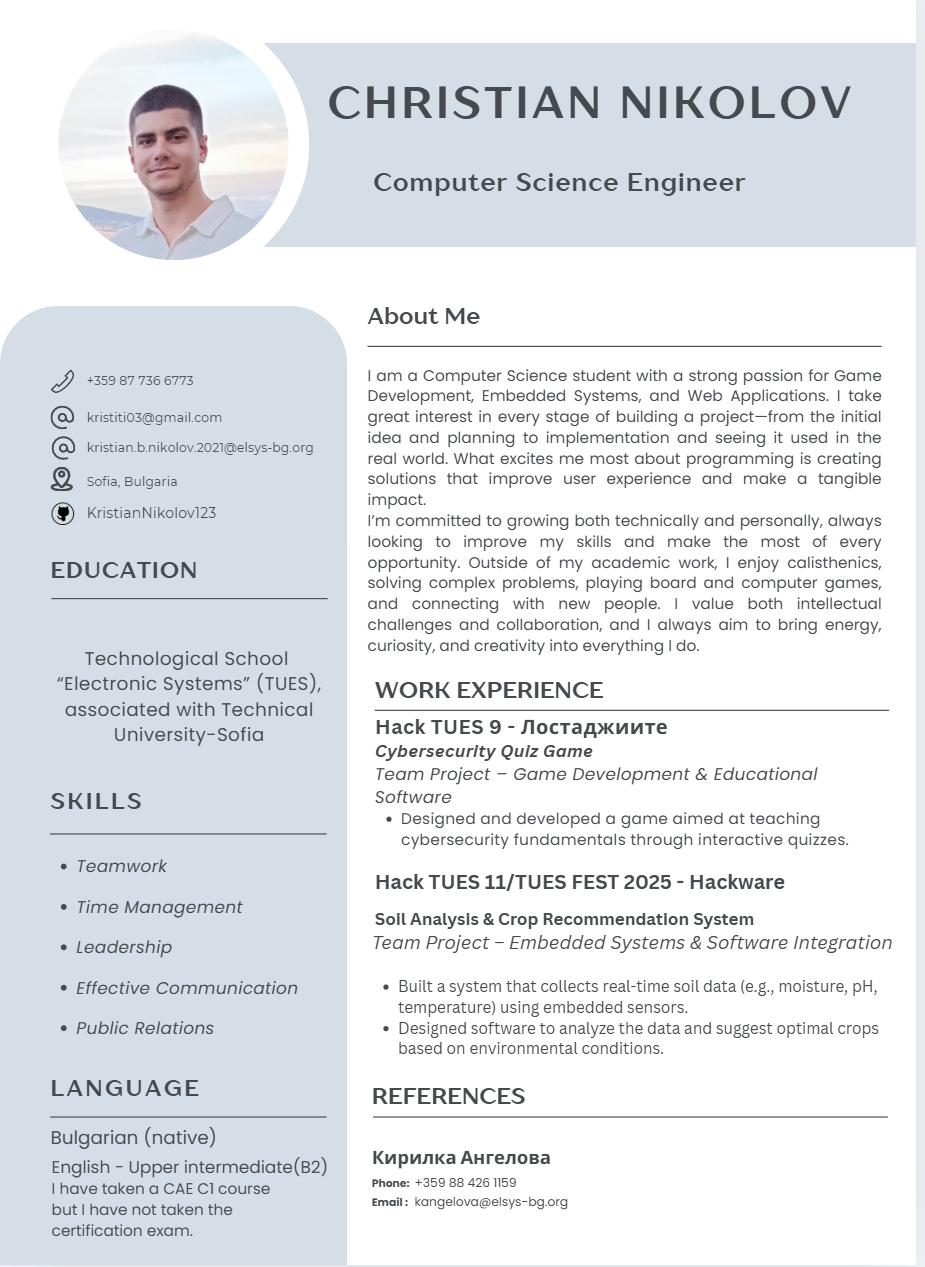 CHRISTIAN NIKOLOV
Computer Science Engineer
+359 87 736 6773
kristiti03@gmail.com
kristian.b.nikolov.2021@elsys-bg.org
Sofia, Bulgaria
KristianNikolov123
EDUCATION
Technological School
“Electronic Systems” (TUES),
associated with Technical
University-Sofia
SKILLS
• Teamwork
• Time Management
• Leadership
• Effective Communication
• Public Relations
LANGUAGE
Bulgarian (native)
English - Upper intermediate(B2)
I have taken a CAE C1 course
but I have not taken the
certification exam.
About Me
I am a Computer Science student with a strong passion for Game
Development, Embedded Systems, and Web Applications. I take
great interest in every stage of building a project—from the initial
idea and planning to implementation and seeing it used in the
real world. What excites me most about programming is creating
solutions that improve user experience and make a tangible
impact.
I’m committed to growing both technically and personally, always
looking to improve my skills and make the most of every
opportunity. Outside of my academic work, I enjoy calisthenics,
solving complex problems, playing board and computer games,
and connecting with new people. I value both intellectual
challenges and collaboration, and I always aim to bring energy,
curiosity, and creativity into everything I do.
WORK EXPERIENCE
Hack TUES 9 - Лостаджиите
Cybersecurity Quiz Game
Team Project – Game Development & Educational
Software
• Designed and developed a game aimed at teaching
cybersecurity fundamentals through interactive quizzes.
Hack TUES 11/TUES FEST 2025 - Hackware
Soil Analysis & Crop Recommendation System
Team Project – Embedded Systems & Software Integration
• Built a system that collects real-time soil data (e.g., moisture, pH,
temperature) using embedded sensors.
• Designed software to analyze the data and suggest optimal crops
based on environmental conditions.
REFERENCES
Кирилка Ангелова
Phone: +359 88 426 1159
Email : kangelova@elsys-bg.org